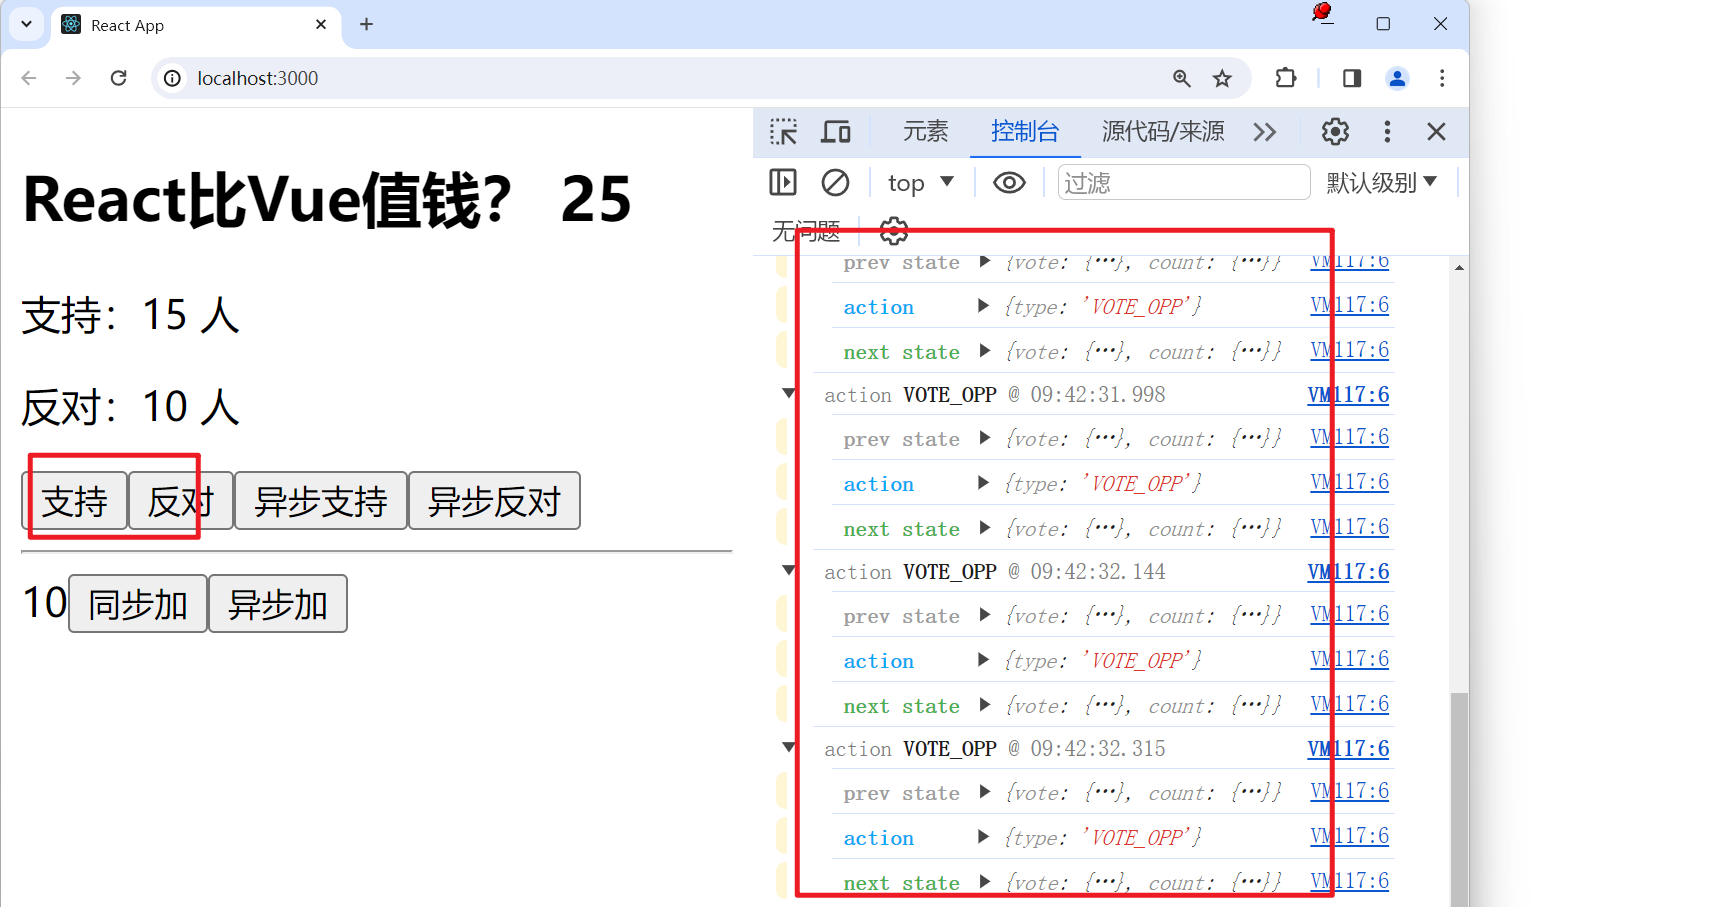 React App
localhost:3000
React比Vue值钱？ 25
支持：15 人
反对：10 人
支持 反对 异步支持 异步反对
10 同步加 异步加
元素 控制台 源代码/来源
top 过滤 默认级别
无问题
prev state {vote: {…}, count: {…}} VM117:6
action {type: 'VOTE_OPP'} VM117:6
next state {vote: {…}, count: {…}} VM117:6
action VOTE_OPP @ 09:42:31.998 VM117:6
prev state {vote: {…}, count: {…}} VM117:6
action {type: 'VOTE_OPP'} VM117:6
next state {vote: {…}, count: {…}} VM117:6
action VOTE_OPP @ 09:42:32.144 VM117:6
prev state {vote: {…}, count: {…}} VM117:6
action {type: 'VOTE_OPP'} VM117:6
next state {vote: {…}, count: {…}} VM117:6
action VOTE_OPP @ 09:42:32.315 VM117:6
prev state {vote: {…}, count: {…}} VM117:6
action {type: 'VOTE_OPP'} VM117:6
next state {vote: {…}, count: {…}} VM117:6